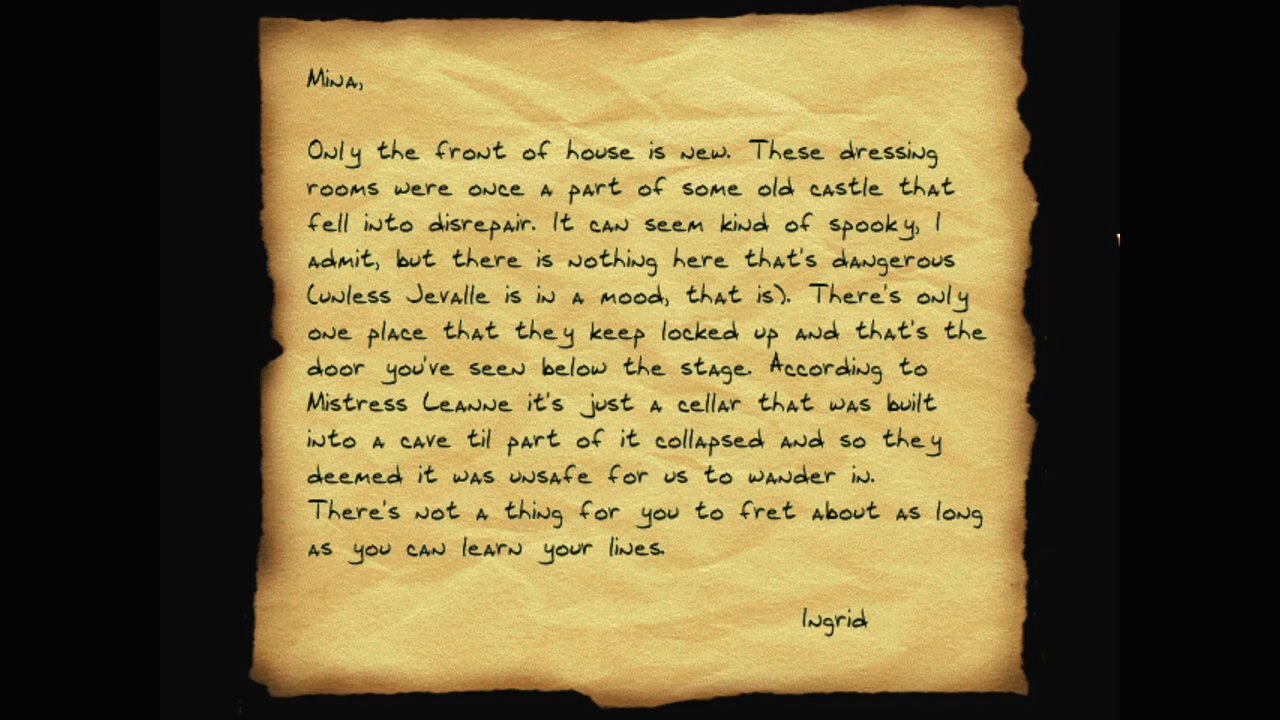 Mina,
Only the front of house is new. These dressing
rooms were once a part of some old castle that
fell into disrepair. It can seem kind of spooky, I
admit, but there is nothing here that's dangerous
(unless Jevalle is in a mood, that is). There's only
one place that they keep locked up and that's the
door you've seen below the stage. According to
Mistress Leanne it's just a cellar that was built
into a cave til part of it collapsed and so they
deemed it was unsafe for us to wander in.
There's not a thing for you to fret about as long
as you can learn your lines.
Ingrid